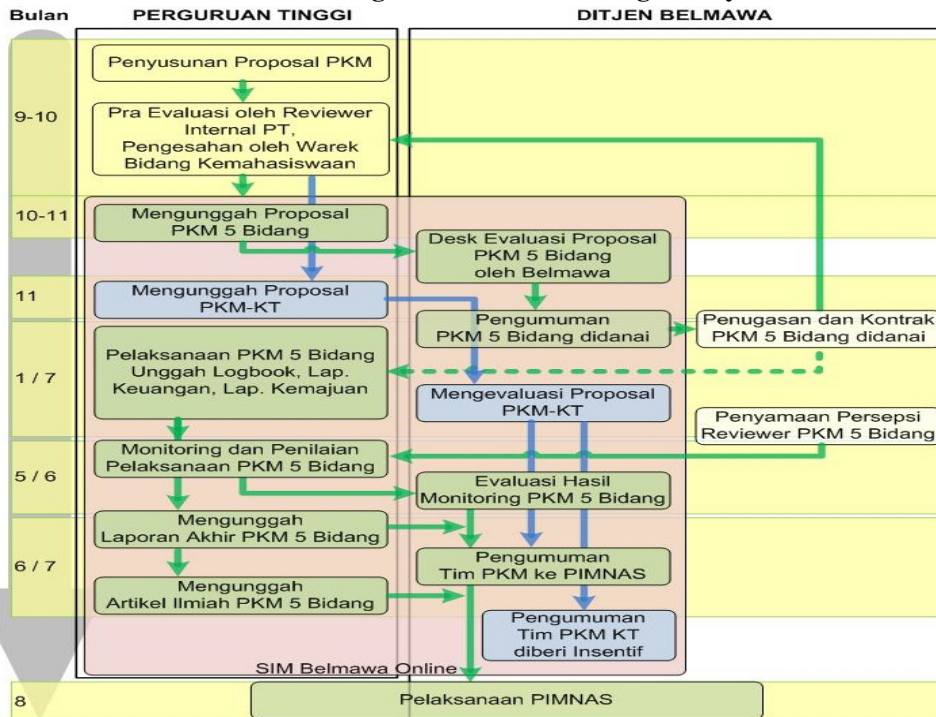 Bulan
PERGURUAN TINGGI
DITJEN BELMAWA
9-10
Penyusunan Proposal PKM
Pra Evaluasi oleh Reviewer
Internal PT,
Pengesahan oleh Warek
Bidang Kemahasiswaan
10-11
Mengunggah Proposal
PKM 5 Bidang
Desk Evaluasi Proposal
PKM 5 Bidang
oleh Belmawa
11
Mengunggah Proposal
PKM-KT
Pengumuman
PKM 5 Bidang didanai
Penugasan dan Kontrak
PKM 5 Bidang didanai
1 / 7
Pelaksanaan PKM 5 Bidang
Unggah Logbook, Lap.
Keuangan, Lap. Kemajuan
Mengevaluasi Proposal
PKM-KT
Penyamaan Persepsi
Reviewer PKM 5 Bidang
5 / 6
Monitoring dan Penilaian
Pelaksanaan PKM 5 Bidang
Evaluasi Hasil
Monitoring PKM 5 Bidang
6 / 7
Mengunggah
Laporan Akhir PKM 5 Bidang
Pengumuman
Tim PKM ke PIMNAS
Mengunggah
Artikel Ilmiah PKM 5 Bidang
Pengumuman
Tim PKM KT
diberi Insentif
SIM Belmawa Online
8
Pelaksanaan PIMNAS